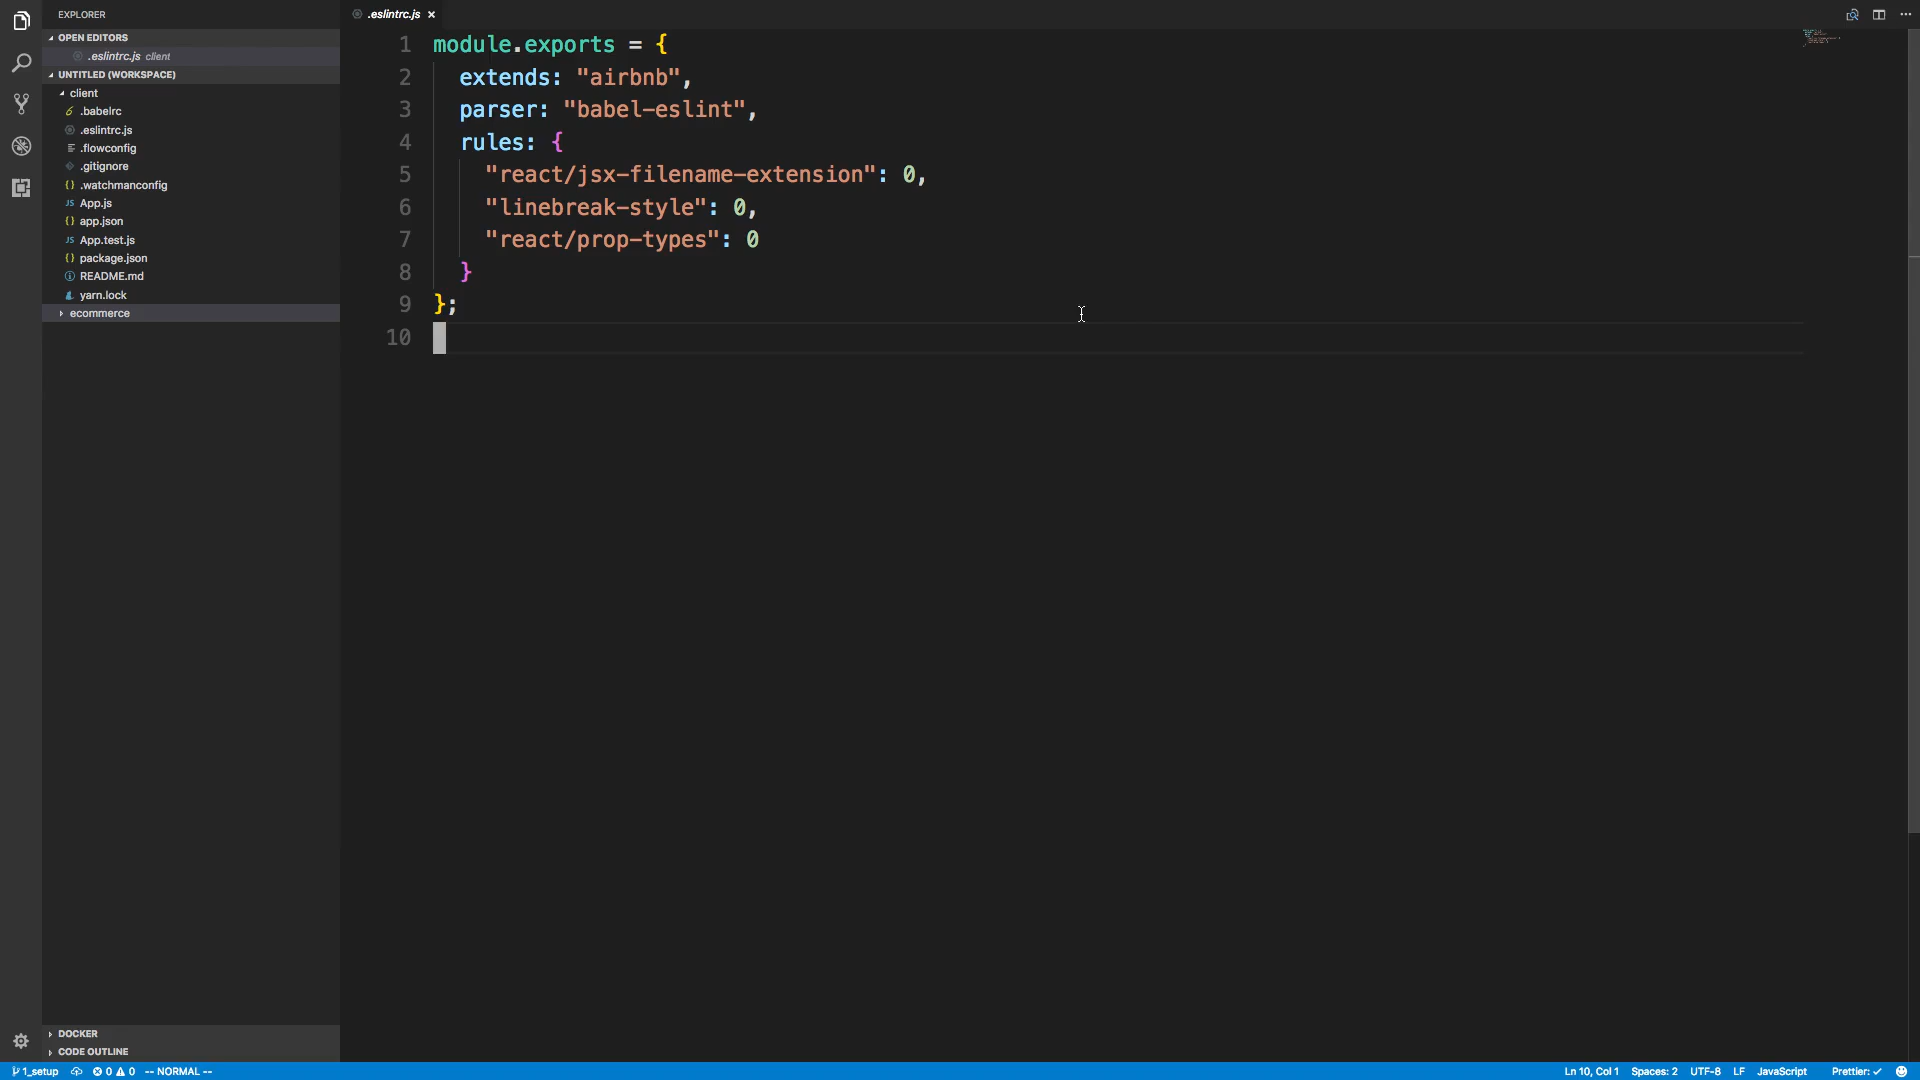 EXPLORER
OPEN EDITORS
.eslintrc.js client
UNTITLED (WORKSPACE)
client
.babelrc
.eslintrc.js
.flowconfig
.gitignore
.watchmanconfig
App.js
app.json
App.test.js
package.json
README.md
yarn.lock
ecommerce
DOCKER
CODE OUTLINE
.eslintrc.js
1 module.exports = {
2 extends: "airbnb",
3 parser: "babel-eslint",
4 rules: {
5 "react/jsx-filename-extension": 0,
6 "linebreak-style": 0,
7 "react/prop-types": 0
8 }
9 };
10
1_setup 0 0 -- NORMAL -- Ln 10, Col 1 Spaces: 2 UTF-8 LF JavaScript Prettier: ✓